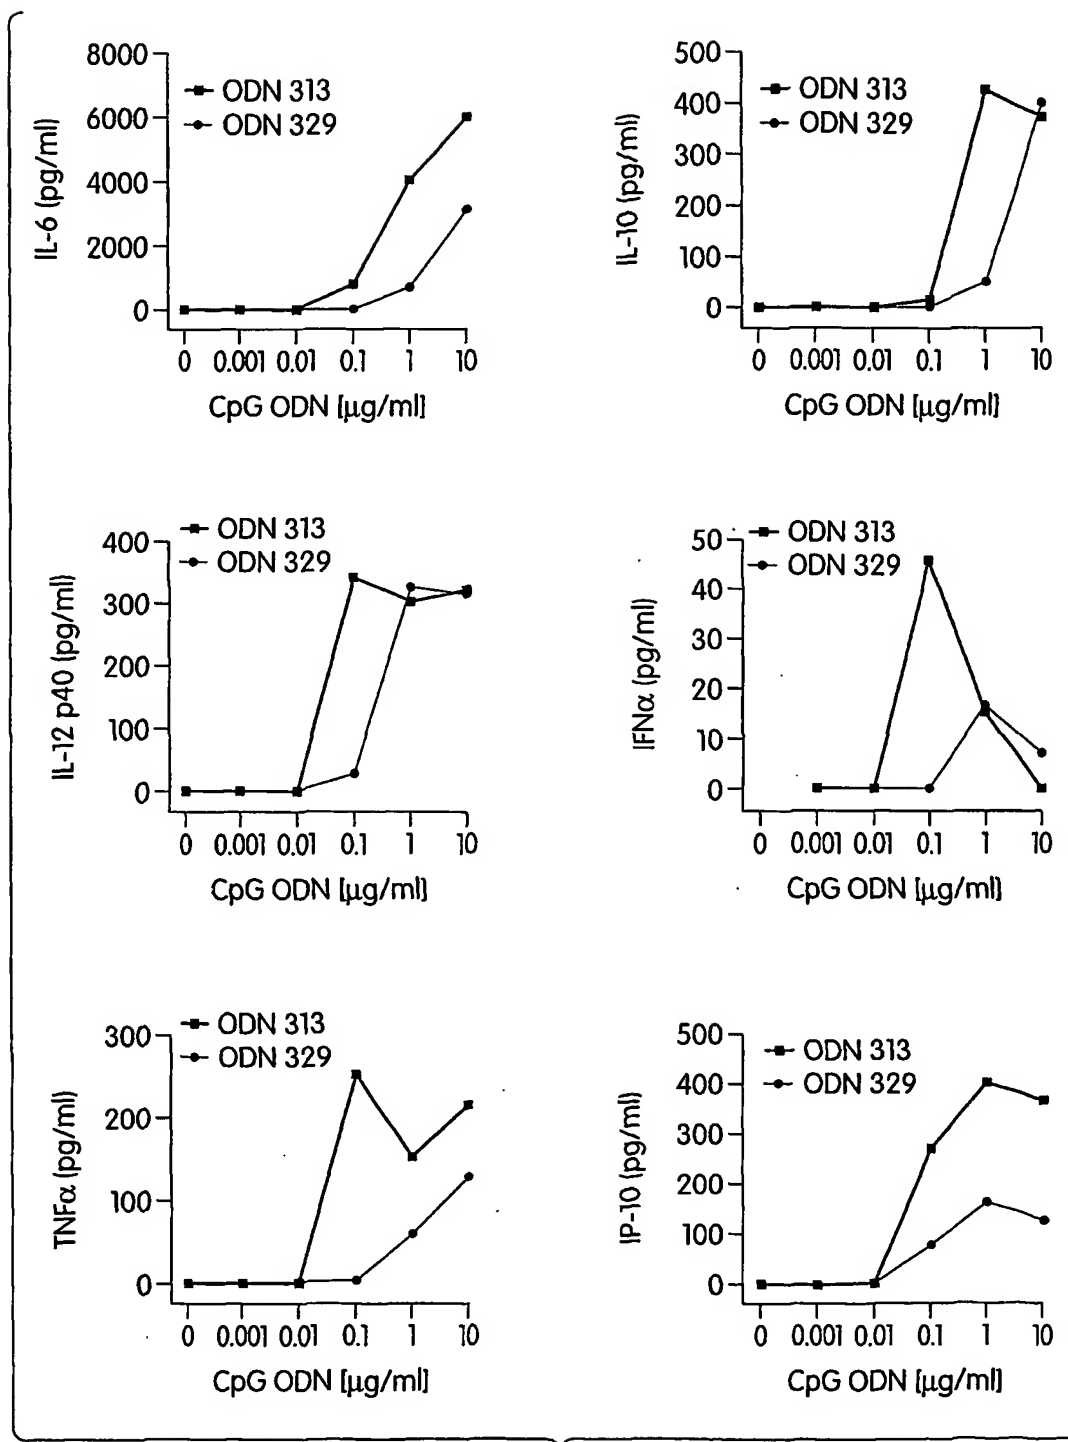 8000
6000
4000
2000
0
IL-6 (pg/ml)
ODN 313
ODN 329
0 0.001 0.01 0.1 1 10
CpG ODN [μg/ml]
500
400
300
200
100
0
IL-10 (pg/ml)
ODN 313
ODN 329
0 0.001 0.01 0.1 1 10
CpG ODN [μg/ml]
400
300
200
100
0
IL-12 p40 (pg/ml)
ODN 313
ODN 329
0 0.001 0.01 0.1 1 10
CpG ODN [μg/ml]
50
40
30
20
10
0
IFNα (pg/ml)
ODN 313
ODN 329
0 0.001 0.01 0.1 1 10
CpG ODN [μg/ml]
300
200
100
0
TNFα (pg/ml)
ODN 313
ODN 329
0 0.001 0.01 0.1 1 10
CpG ODN [μg/ml]
500
400
300
200
100
0
IP-10 (pg/ml)
ODN 313
ODN 329
0 0.001 0.01 0.1 1 10
CpG ODN [μg/ml]